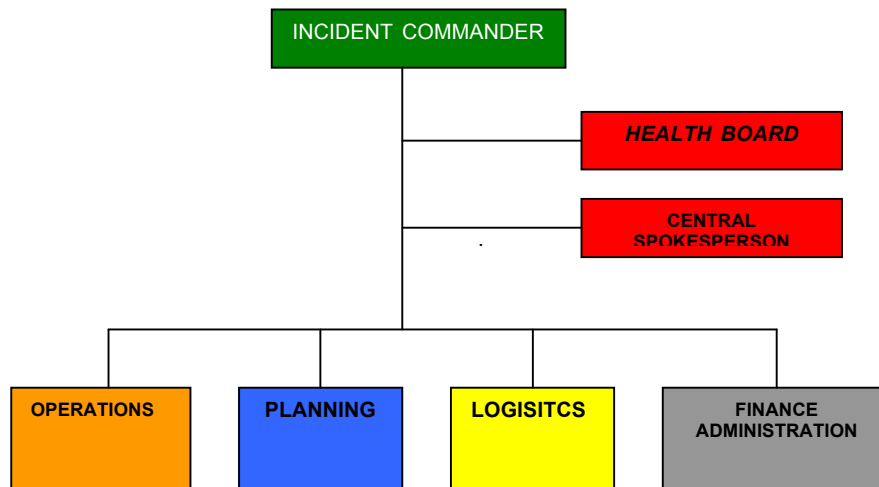 INCIDENT COMMANDER
HEALTH BOARD
CENTRAL
SPOKESPERSON
.
OPERATIONS
PLANNING
LOGISITCS
FINANCE
ADMINISTRATION